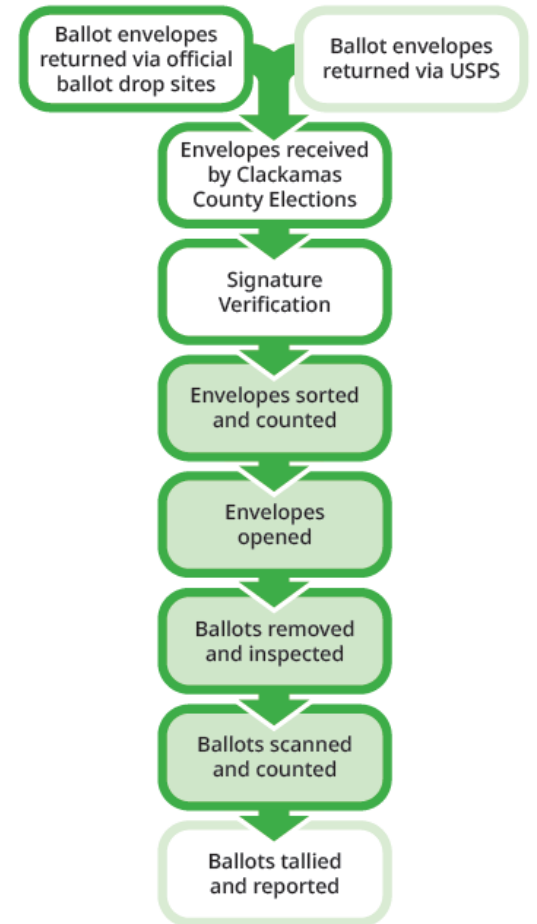 Ballot envelopes
returned via official
ballot drop sites
Ballot envelopes
returned via USPS
Envelopes received
by Clackamas
County Elections
Signature
Verification
Envelopes sorted
and counted
Envelopes
opened
Ballots removed
and inspected
Ballots scanned
and counted
Ballots tallied
and reported